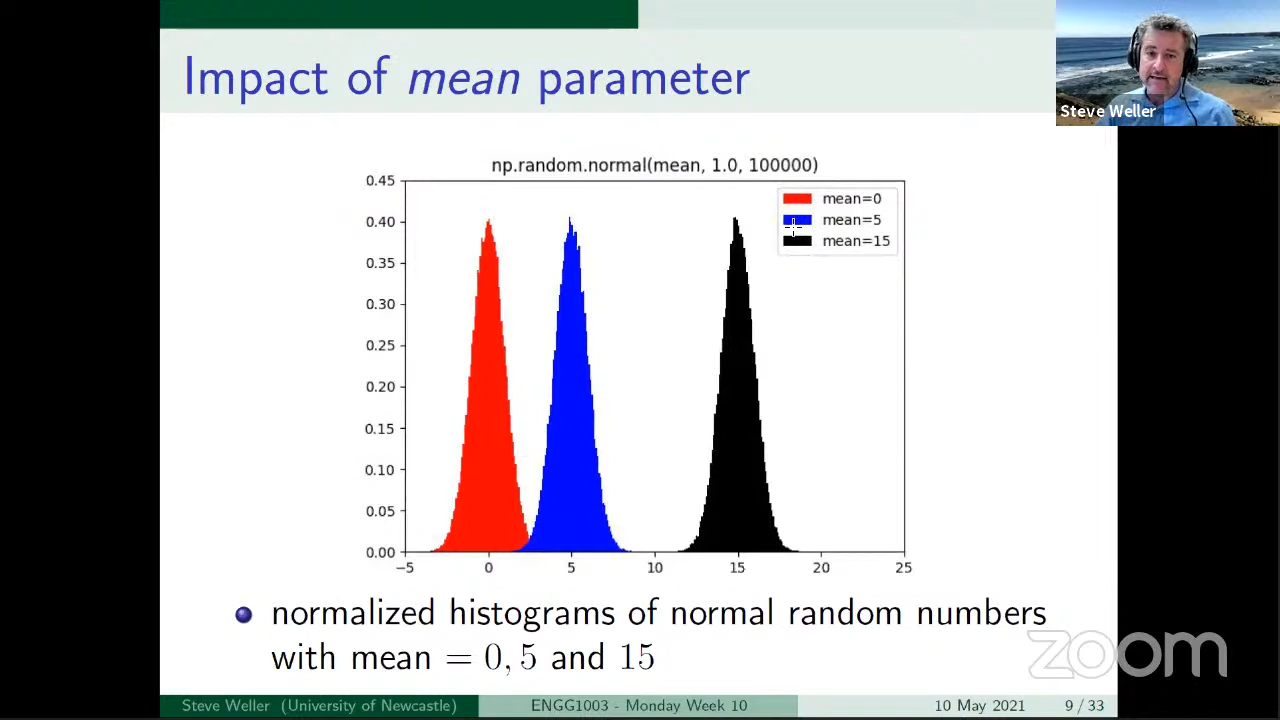 Impact of mean parameter
Steve Weller
np.random.normal(mean, 1.0, 100000)
mean=0
mean=5
mean=15
0.45
0.40
0.35
0.30
0.25
0.20
0.15
0.10
0.05
0.00
−5 0 5 10 15 20 25
normalized histograms of normal random numbers
with mean = 0, 5 and 15
zoom
Steve Weller (University of Newcastle) ENGG1003 - Monday Week 10 10 May 2021 9 / 33